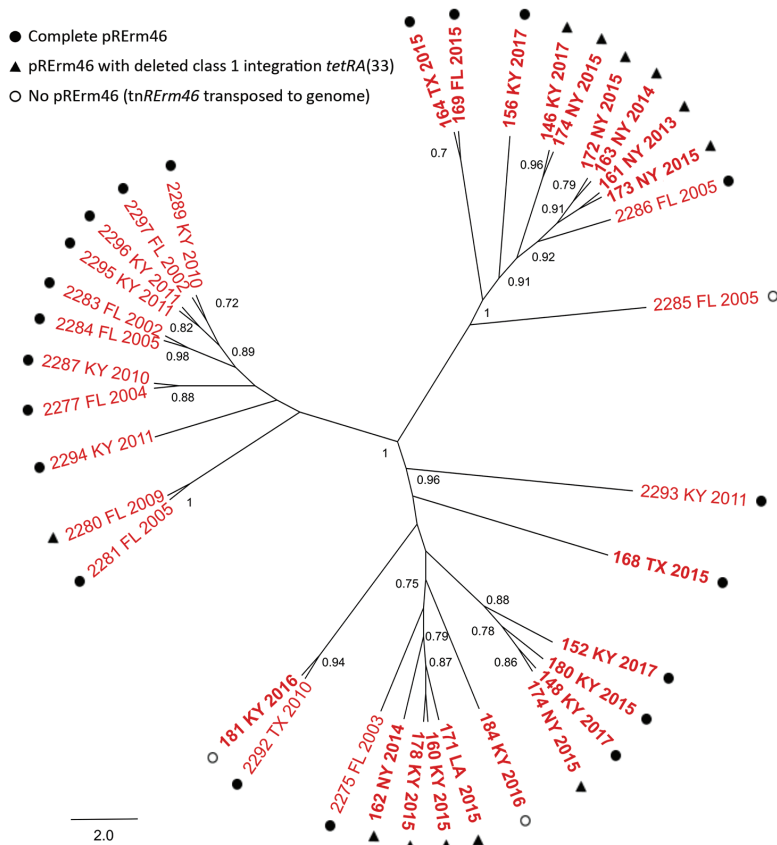 Complete pRErm46
pRErm46 with deleted class 1 integration tetRA(33)
No pRErm46 (tnRErm46 transposed to genome)
164 TX 2015
169 FL 2015
156 KY 2017
146 KY 2017
174 NY 2015
172 NY 2015
163 NY 2014
161 NY 2013
173 NY 2015
2286 FL 2005
2285 FL 2005
0.7
0.96
0.79
0.91
0.92
0.91
1
2289 KY 2010
2297 FL 2002
2296 KY 2011
2295 KY 2011
2283 FL 2002
2284 FL 2005
2287 KY 2010
2277 FL 2004
2294 KY 2011
2280 FL 2009
2281 FL 2005
0.72
0.82
0.98
0.89
0.88
1
1
0.96
2293 KY 2011
168 TX 2015
0.75
0.88
0.78
0.86
0.79
0.87
0.94
152 KY 2017
180 KY 2015
148 KY 2017
174 NY 2015
184 KY 2016
171 LA 2015
160 KY 2015
178 KY 2015
162 NY 2014
2275 FL 2003
2292 TX 2010
181 KY 2016
2.0